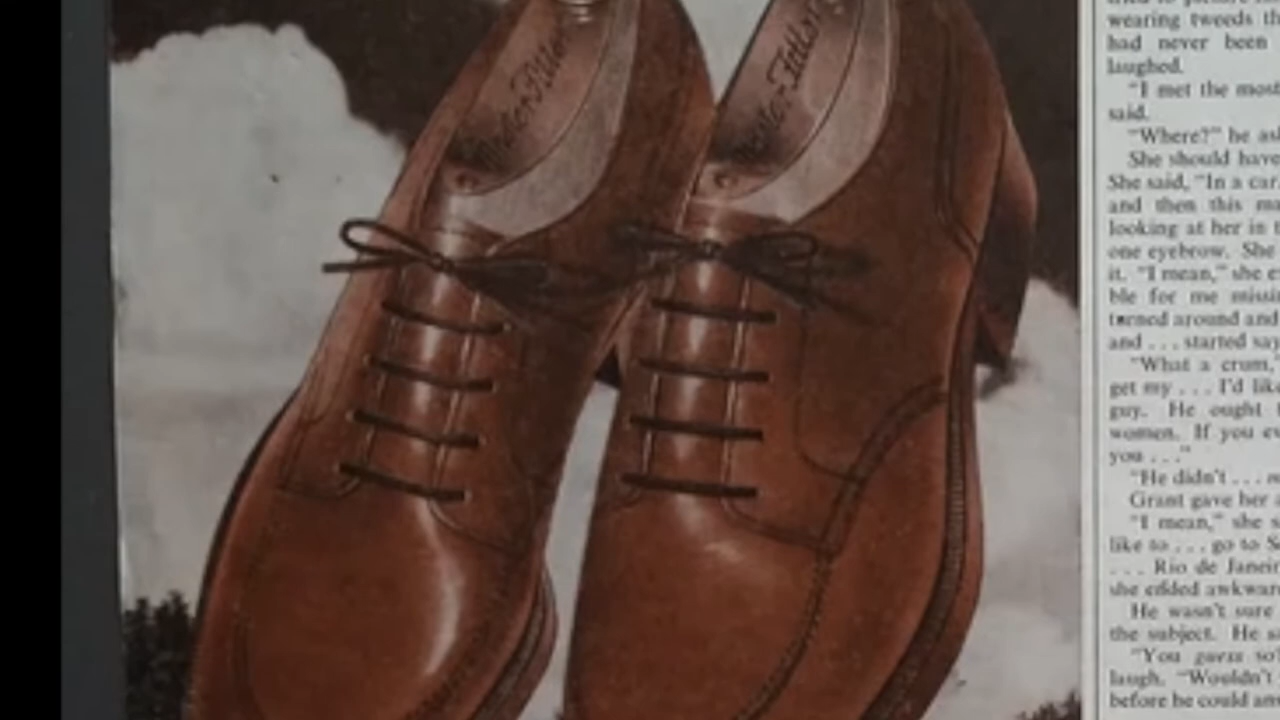 wearing tweeds th
had never been
laughed.
"I met the most
said.
"Where?" he as
She should have
She said, "In a car.
and then this ma
looking at her in t
one eyebrow. She
it. "I mean," she e
ble for me missi
turned around and
and . . . started say
"What a crum,
get my . . . I'd lik
guy. He ought
women. If you ev
you . . ."
"He didn't . . .
Grant gave her
"I mean," she s
like to . . . go to S
. . . Rio de Janeir
she ended awkwar
He wasn't sure
the subject. He sa
"You guess so
laugh. "Wouldn't
before he could an